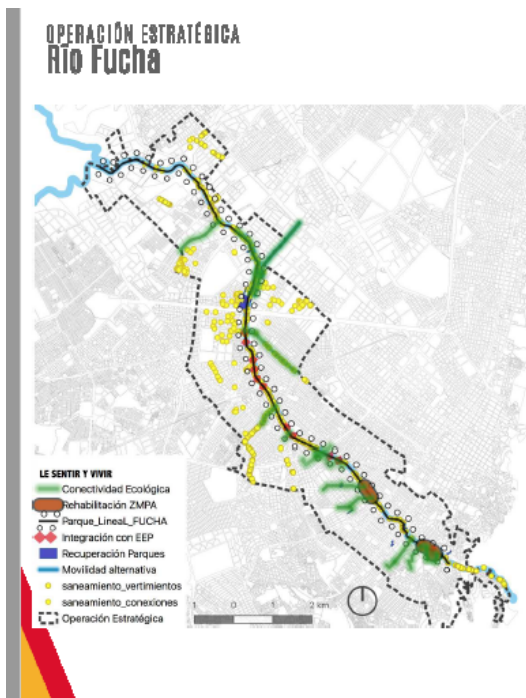 OPERACIÓN ESTRATÉGICA
Río Fucha
LE SENTIR Y VIVIR
Conectividad Ecológica
Rehabilitación ZMPA
Parque_LineaL_FUCHA
Integración con EEP
Recuperación Parques
Movilidad alternativa
saneamiento_vertimientos
saneamiento_conexiones
Operación Estratégica
1 0 1 2 km